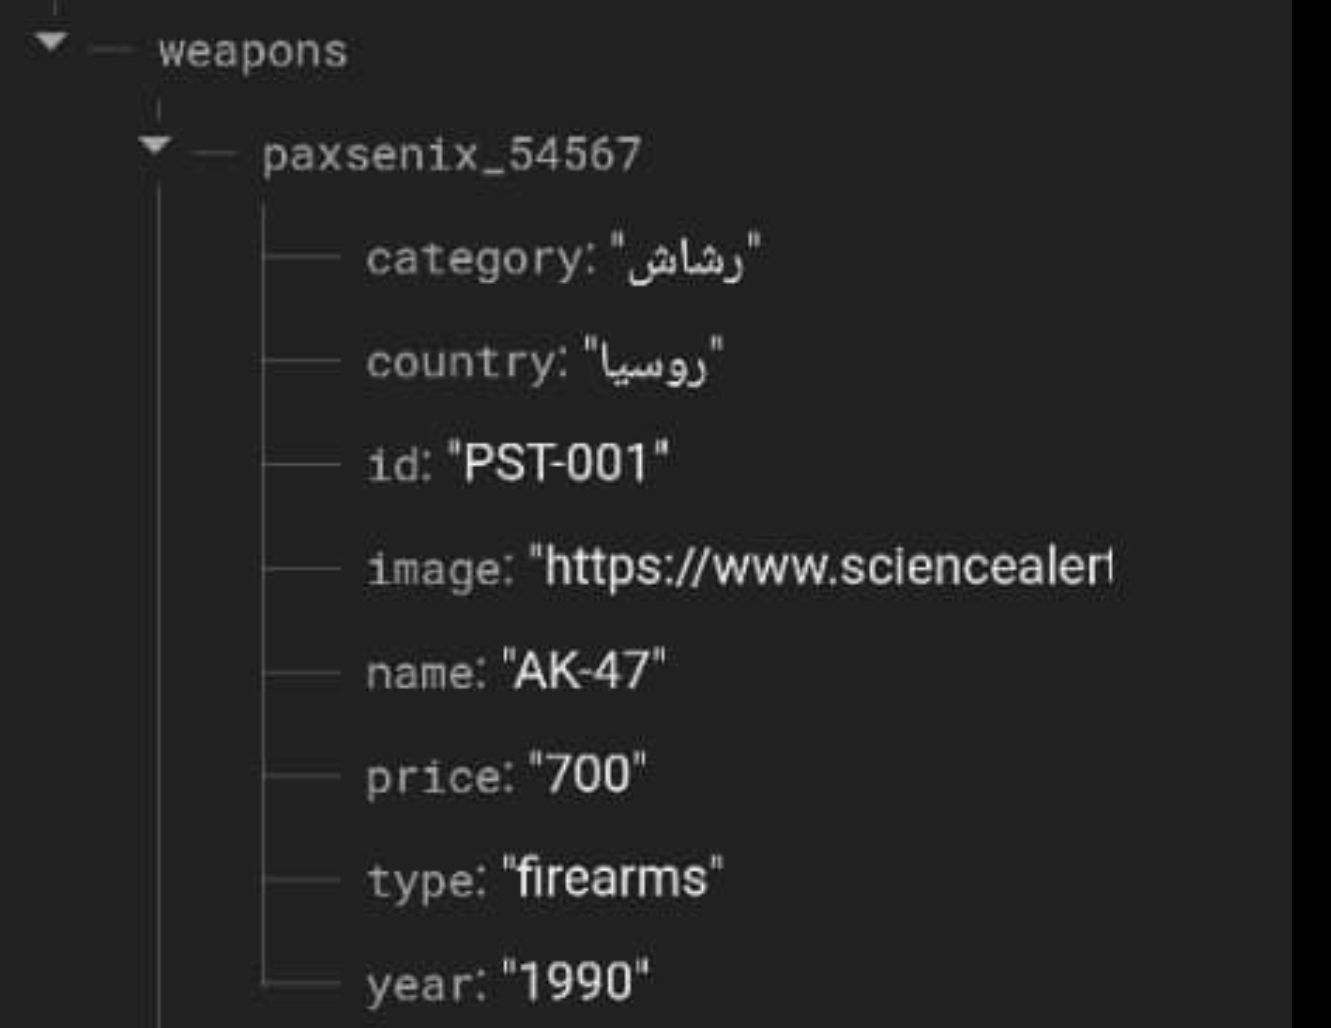 weapons
paxsenix_54567
category: "رشاش"
country: "روسيا"
id: "PST-001"
image: "https://www.sciencealert
name: "AK-47"
price: "700"
type: "firearms"
year: "1990"